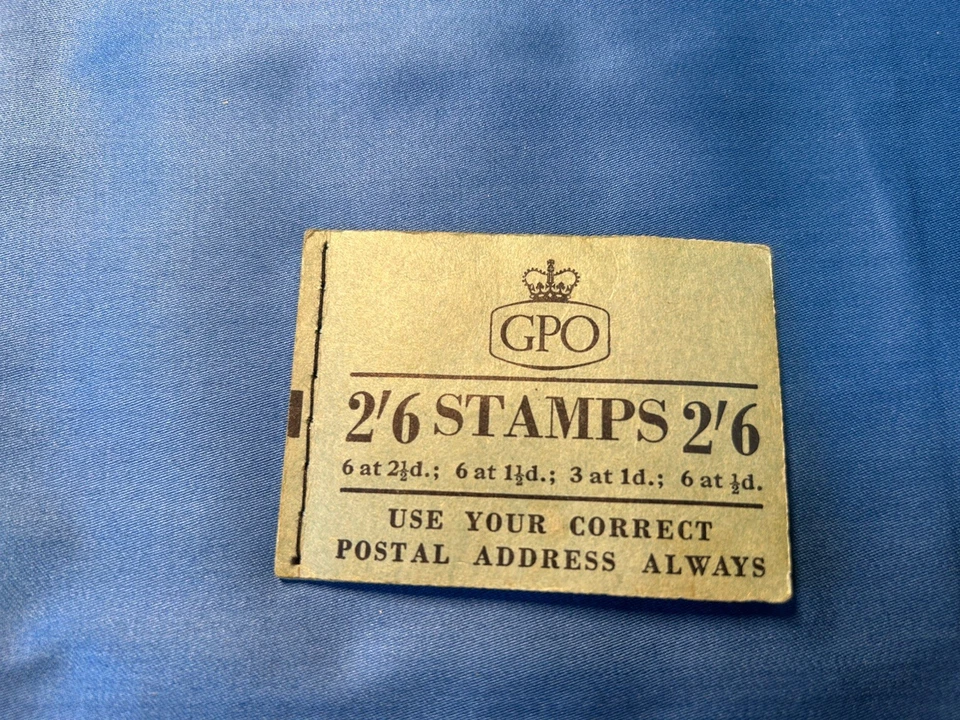 GPO
2'6 STAMPS 2'6
6 at 2½d.; 6 at 1½d.; 3 at 1d.; 6 at ½d.
USE YOUR CORRECT
POSTAL ADDRESS ALWAYS